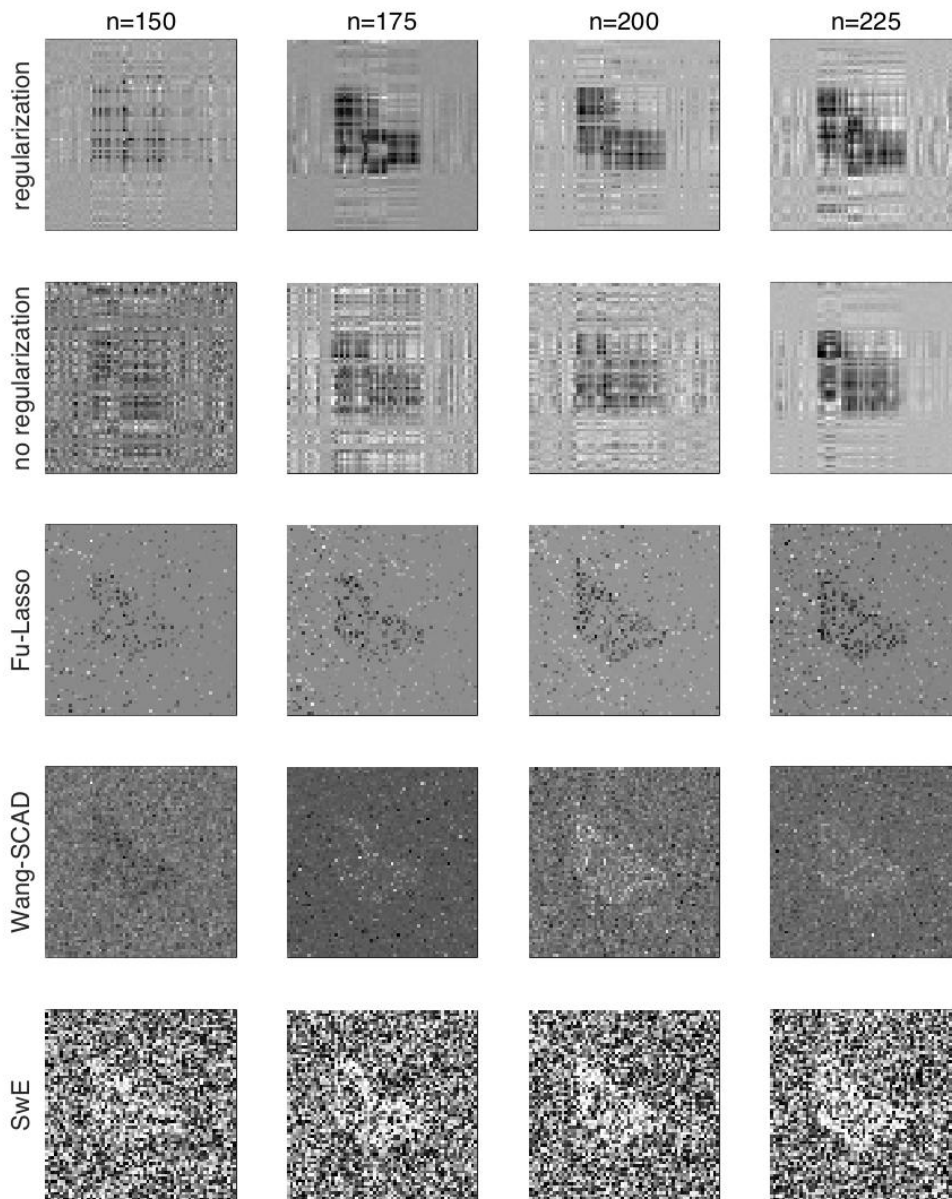 n=150 n=175 n=200 n=225
regularization
no regularization
Fu-Lasso
Wang-SCAD
SwE